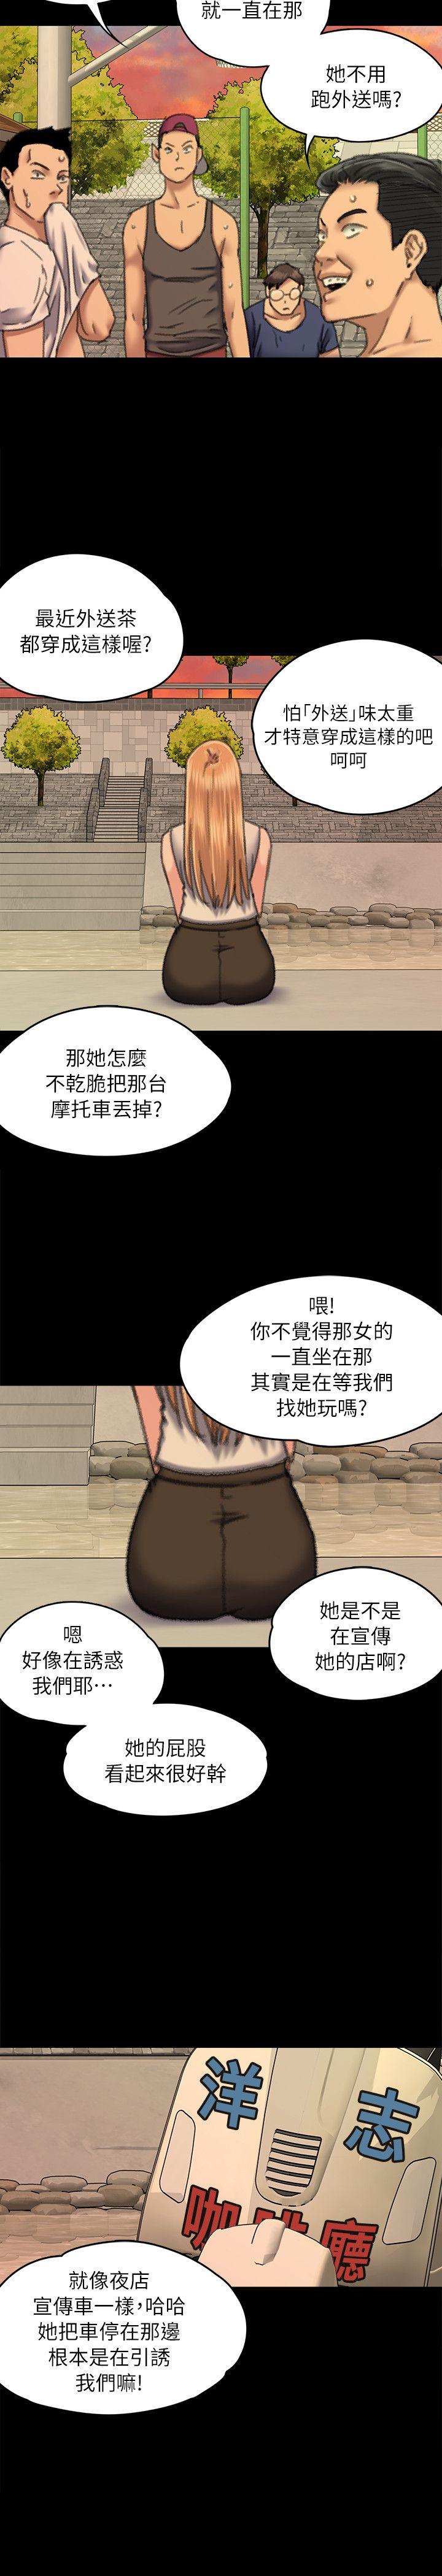 就一直在那
她不用
跑外送嗎?
最近外送茶
都穿成這樣喔?
怕「外送」味太重
才特意穿成這樣的吧
呵呵
那她怎麼
不乾脆把那台
摩托車丟掉?
喂!
你不覺得那女的
一直坐在那
其實是在等我們
找她玩嗎?
她是不是
在宣傳
她的店啊?
嗯
好像在誘惑
我們耶…
她的屁股
看起來很好幹
洋志
咖啡廳
就像夜店
宣傳車一樣,哈哈
她把車停在那邊
根本是在引誘
我們嘛!